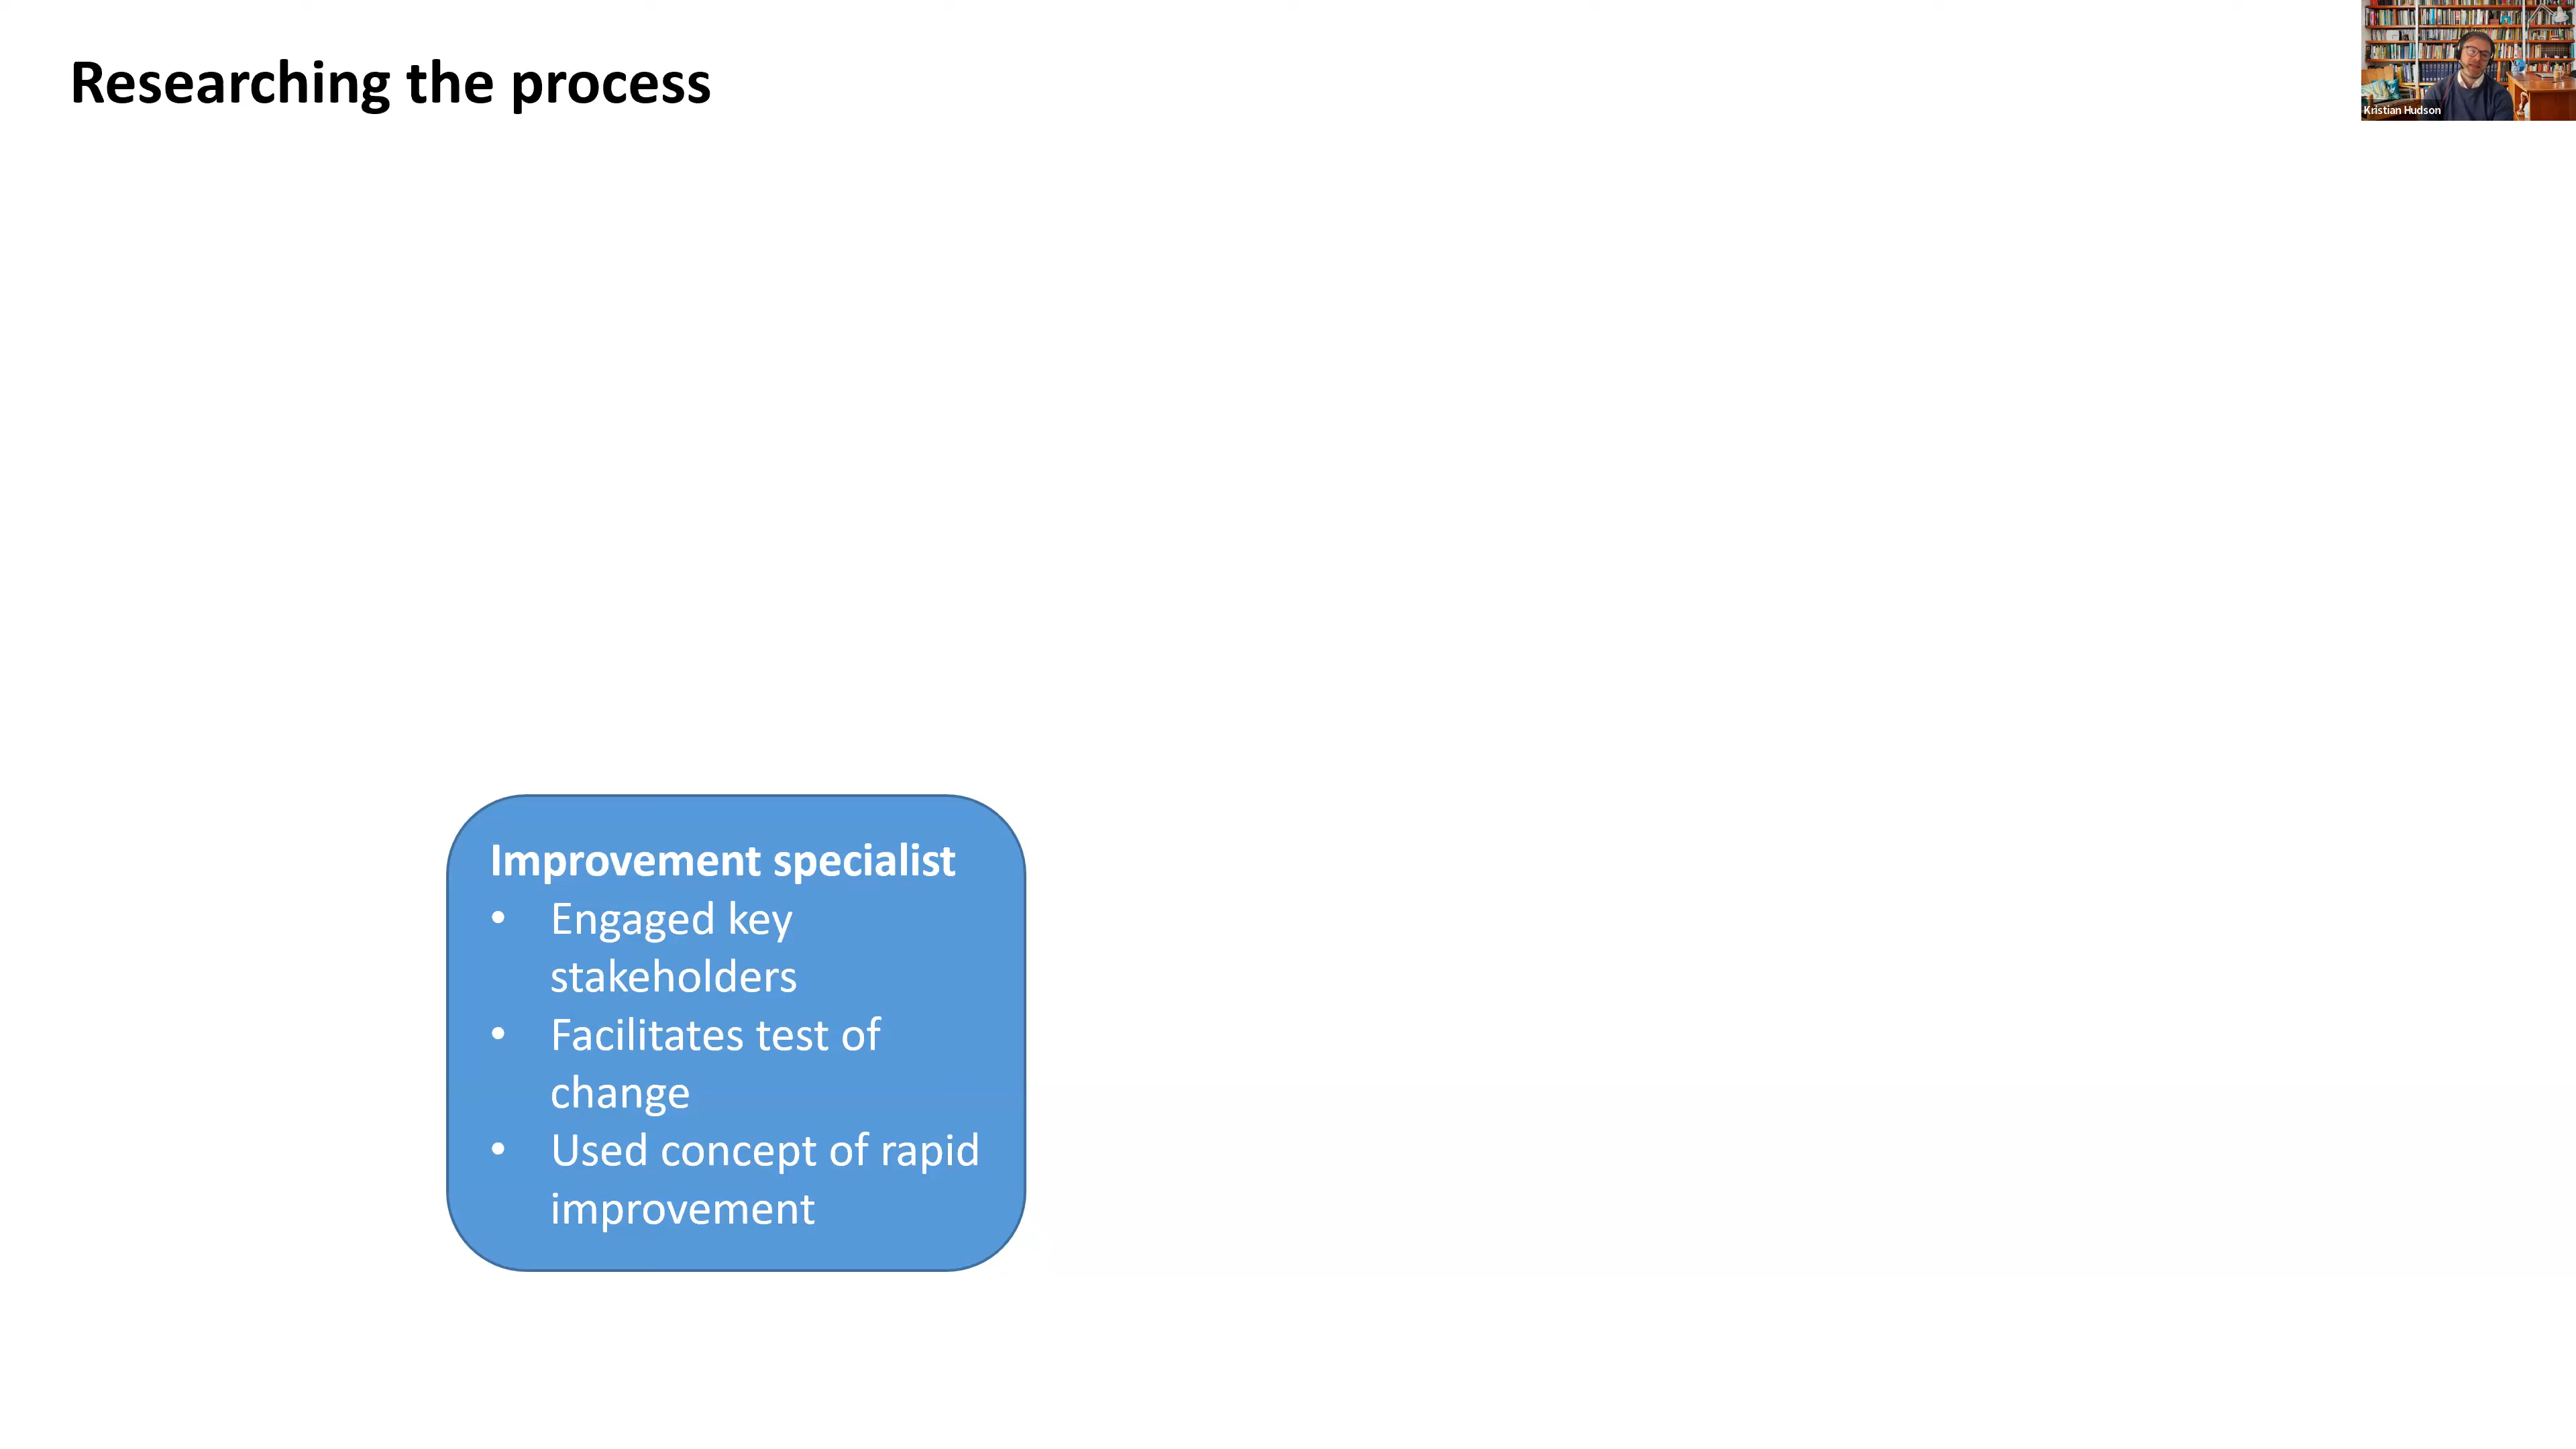 Researching the process
Kristian Hudson
Improvement specialist
• Engaged key
stakeholders
• Facilitates test of
change
• Used concept of rapid
improvement